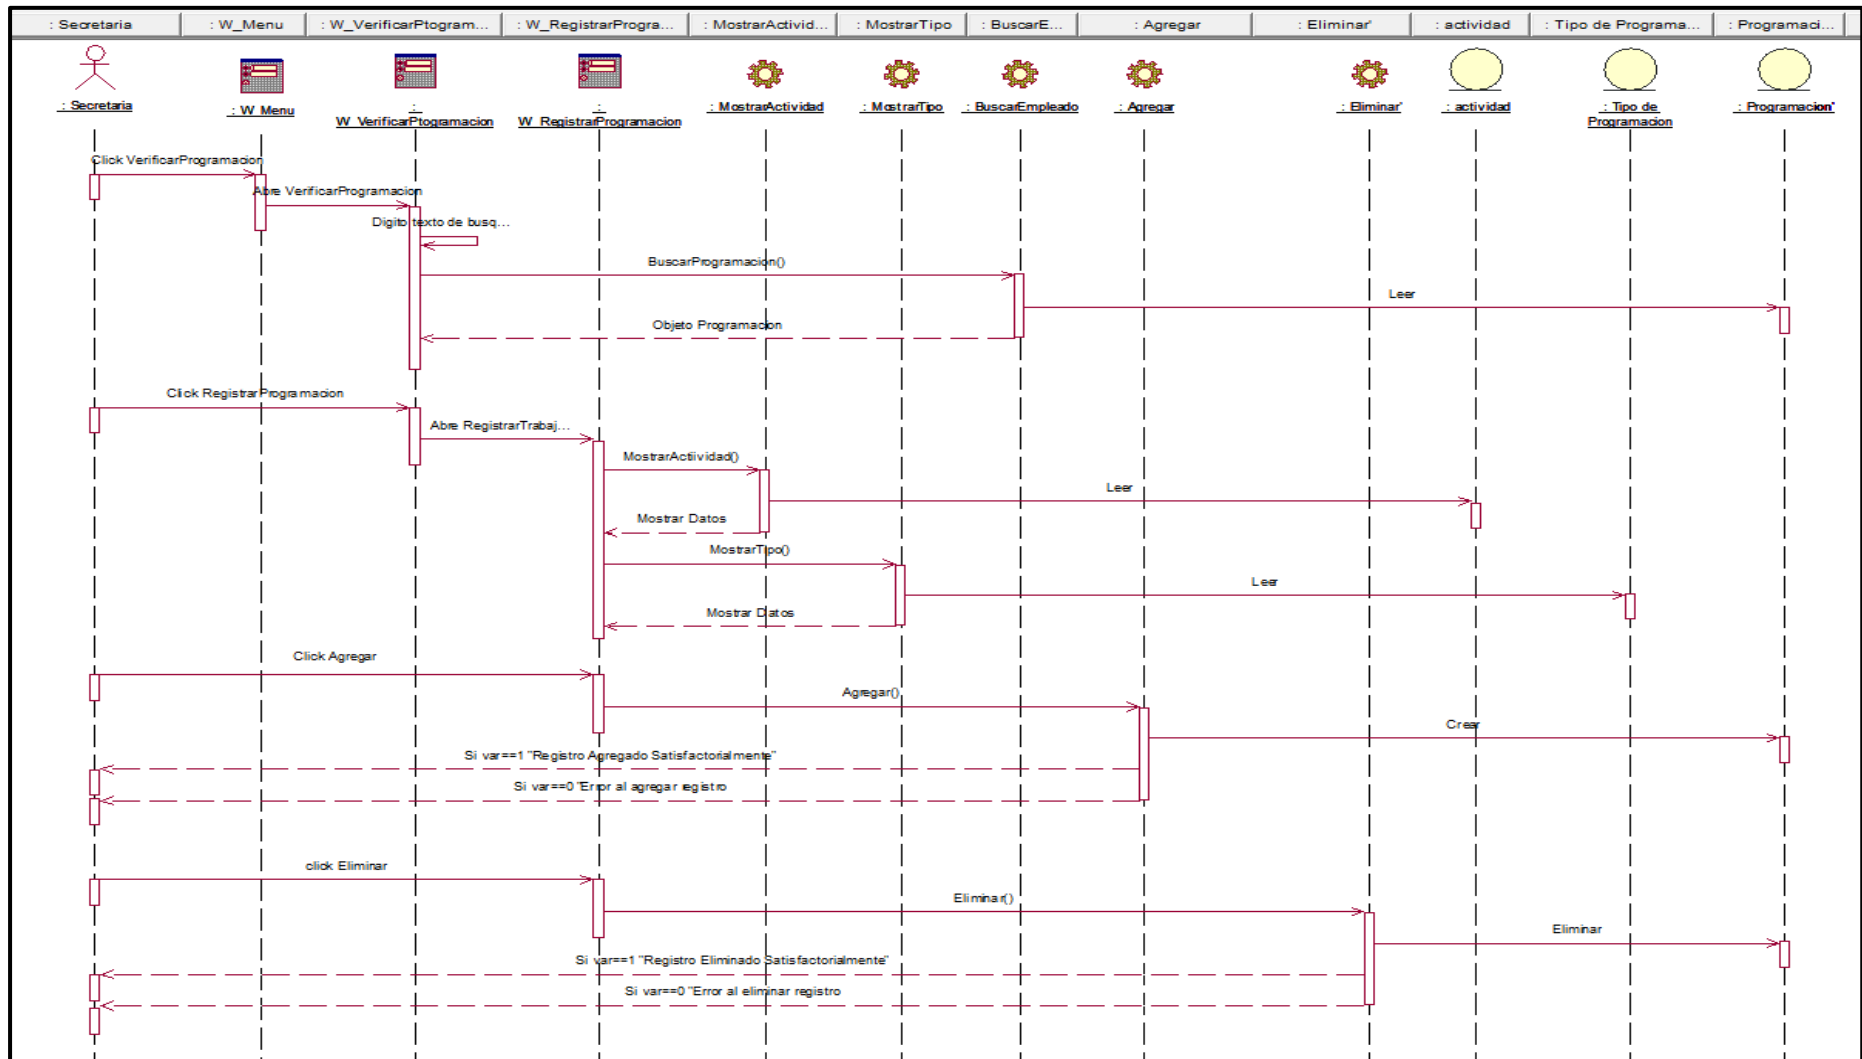 : Secretaria
: W_Menu
: W_VerificarPtogram...
: W_RegistrarProgra...
: MostrarActivid...
: MostrarTipo
: BuscarE...
: Agregar
: Eliminar'
: actividad
: Tipo de Programa...
: Programaci...
: Secretaria
: W_Menu
:
W_VerificarPtogramacion
:
W_RegistrarProgramacion
: MostrarActividad
: MostrarTipo
: BuscarEmpleado
: Agregar
: Eliminar'
: actividad
: Tipo de
Programacion
: Programacion'
Click VerificarProgramacion
Abre VerificarProgramacion
Digito texto de busq...
BuscarProgramacion()
Leer
Objeto Programacion
Click RegistrarProgramacion
Abre RegistrarTrabaj...
MostrarActiividad()
Leer
Mostrar Datos
MostrarTipo()
Leer
Mostrar Datos
Click Agregar
Agregar()
Crear
Si var==1 "Registro Agregado Satisfactorialmente"
Si var==0 "Error al agregar registro
click Eliminar
Eliminar()
Eliminar
Si var==1 "Registro Eliminado Satisfactorialmente"
Si var==0 "Error al eliminar registro